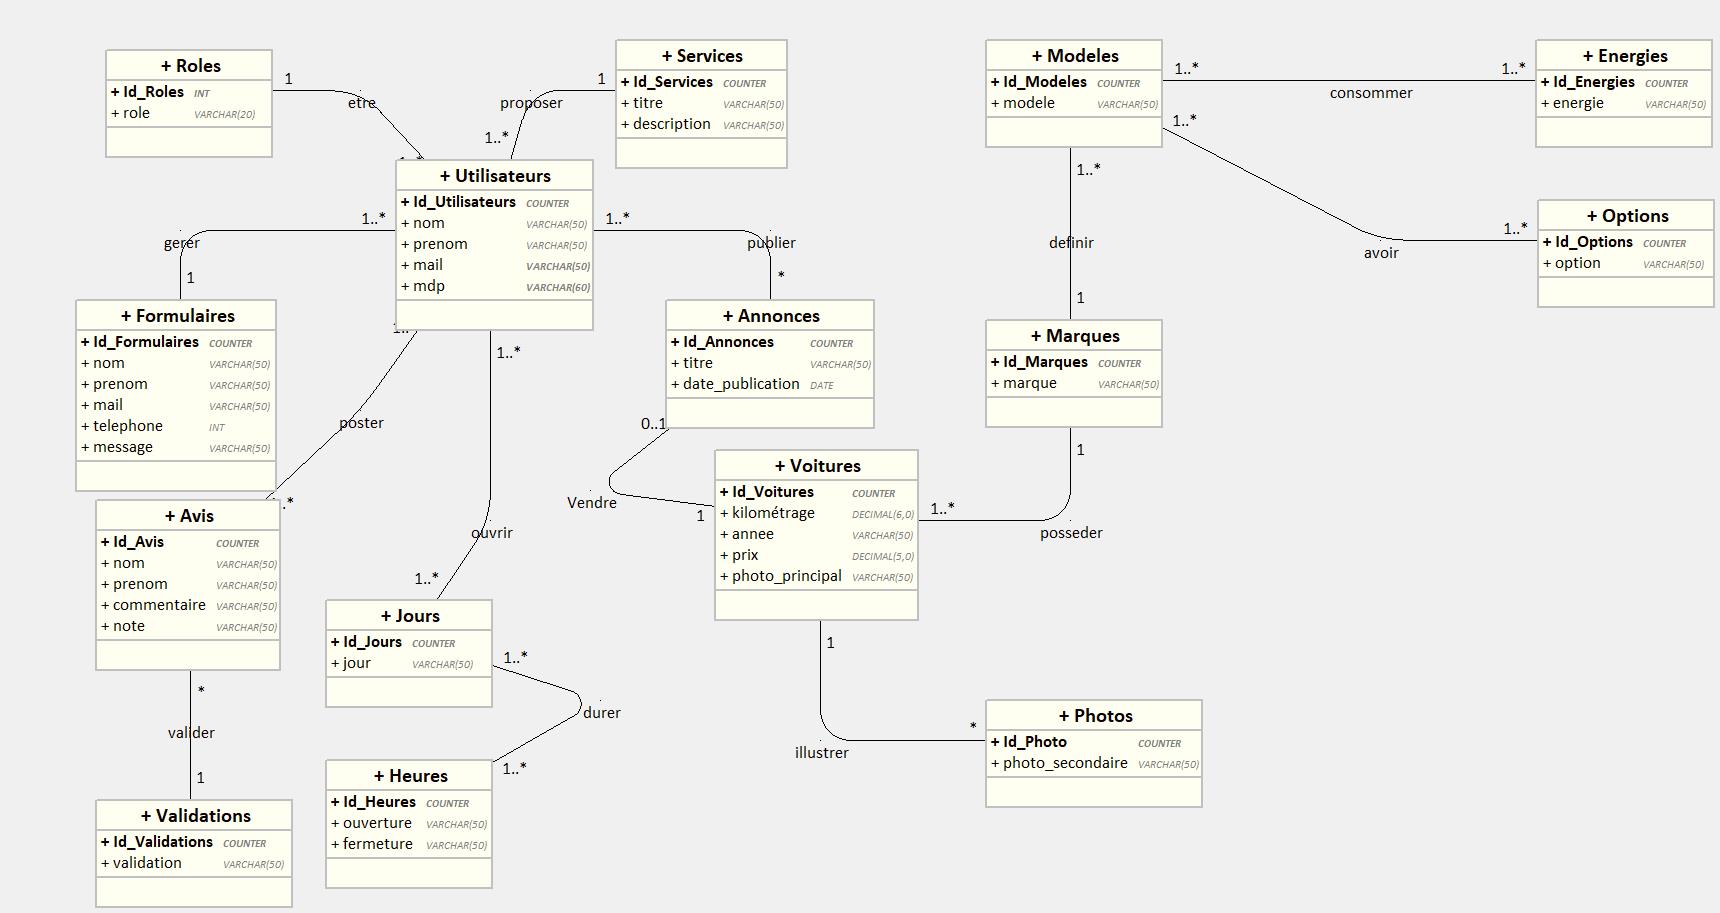 + Roles
+ Id_Roles INT
+ role VARCHAR(20)
1
etre
+ Services
+ Id_Services COUNTER
+ titre VARCHAR(50)
+ description VARCHAR(50)
1
proposer
1..*
+ Modeles
+ Id_Modeles COUNTER
+ modele VARCHAR(50)
1..*
1..*
consommer
+ Energies
+ Id_Energies COUNTER
+ energie VARCHAR(50)
1..*
1..*
avoir
+ Options
+ Id_Options COUNTER
+ option VARCHAR(50)
+ Utilisateurs
+ Id_Utilisateurs COUNTER
+ nom VARCHAR(50)
+ prenom VARCHAR(50)
+ mail VARCHAR(50)
+ mdp VARCHAR(60)
1..*
gerer
1
1..*
publier
*
1..*
definir
1
+ Formulaires
+ Id_Formulaires COUNTER
+ nom VARCHAR(50)
+ prenom VARCHAR(50)
+ mail VARCHAR(50)
+ telephone INT
+ message VARCHAR(50)
+ Annonces
+ Id_Annonces COUNTER
+ titre VARCHAR(50)
+ date_publication DATE
+ Marques
+ Id_Marques COUNTER
+ marque VARCHAR(50)
poster
1..*
ouvrir
1..*
0..1
Vendre
1
+ Voitures
+ Id_Voitures COUNTER
+ kilométrage DECIMAL(6,0)
+ annee VARCHAR(50)
+ prix DECIMAL(5,0)
+ photo_principal VARCHAR(50)
1
1..*
posseder
+ Avis
+ Id_Avis COUNTER
+ nom VARCHAR(50)
+ prenom VARCHAR(50)
+ commentaire VARCHAR(50)
+ note VARCHAR(50)
+ Jours
+ Id_Jours COUNTER
+ jour VARCHAR(50)
1..*
durer
1..*
1
illustrer
*
*
valider
1
+ Photos
+ Id_Photo COUNTER
+ photo_secondaire VARCHAR(50)
+ Heures
+ Id_Heures COUNTER
+ ouverture VARCHAR(50)
+ fermeture VARCHAR(50)
+ Validations
+ Id_Validations COUNTER
+ validation VARCHAR(50)